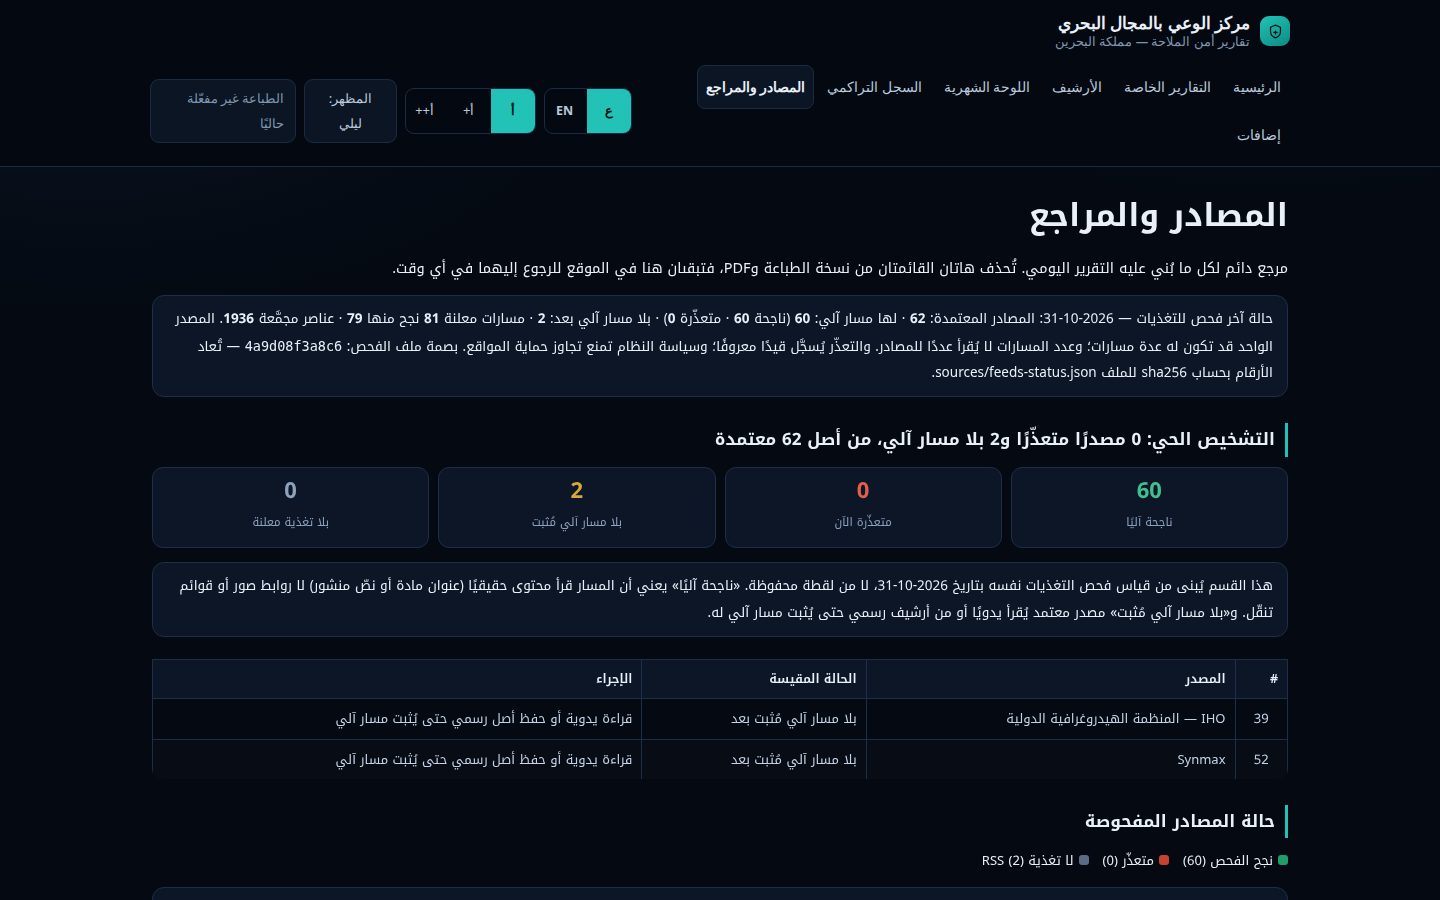 مركز الوعي بالمجال البحري
تقارير أمن الملاحة — مملكة البحرين
الرئيسية
التقارير الخاصة
الأرشيف
اللوحة الشهرية
السجل التراكمي
المصادر والمراجع
إضافات
ع
EN
أ
أ+
أ++
المظهر:
ليلي
الطباعة غير مفعّلة
حاليًا
المصادر والمراجع
مرجع دائم لكل ما بُني عليه التقرير اليومي. تُحذف هاتان القائمتان من نسخة الطباعة وPDF، فتبقىان هنا في الموقع للرجوع إليهما في أي وقت.
حالة آخر فحص للتغذيات — 2026-10-31: المصادر المعتمدة: 62 · لها مسار آلي: 60 (ناجحة 60 · متعذّرة 0) · بلا مسار آلي بعد: 2 · مسارات معلنة 81 نجح منها 79 · عناصر مجمَّعة 1936. المصدر
الواحد قد تكون له عدة مسارات؛ وعدد المسارات لا يُقرأ عددًا للمصادر. والتعذّر يُسجَّل قيدًا معروفًا؛ وسياسة النظام تمنع تجاوز حماية المواقع. بصمة ملف الفحص: 4a9d08f3a8c6 — تُعاد
الأرقام بحساب sha256 للملف sources/feeds-status.json.
التشخيص الحي: 0 مصدرًا متعذّرًا و2 بلا مسار آلي، من أصل 62 معتمدة
60
ناجحة آليًا
0
متعذّرة الآن
2
بلا مسار آلي مُثبت
0
بلا تغذية معلنة
هذا القسم يُبنى من قياس فحص التغذيات نفسه بتاريخ 2026-10-31، لا من لقطة محفوظة. «ناجحة آليًا» يعني أن المسار قرأ محتوى حقيقيًا (عنوان مادة أو نصّ منشور) لا روابط صور أو قوائم
تنقّل. و«بلا مسار آلي مُثبت» مصدر معتمد يُقرأ يدويًا أو من أرشيف رسمي حتى يُثبت مسار آلي له.
# المصدر الحالة المقيسة الإجراء
39 IHO — المنظمة الهيدروغرافية الدولية بلا مسار آلي مُثبت بعد قراءة يدوية أو حفظ أصل رسمي حتى يُثبت مسار آلي
52 Synmax بلا مسار آلي مُثبت بعد قراءة يدوية أو حفظ أصل رسمي حتى يُثبت مسار آلي
حالة المصادر المفحوصة
نجح الفحص (60) متعذّر (0) لا تغذية RSS (2)